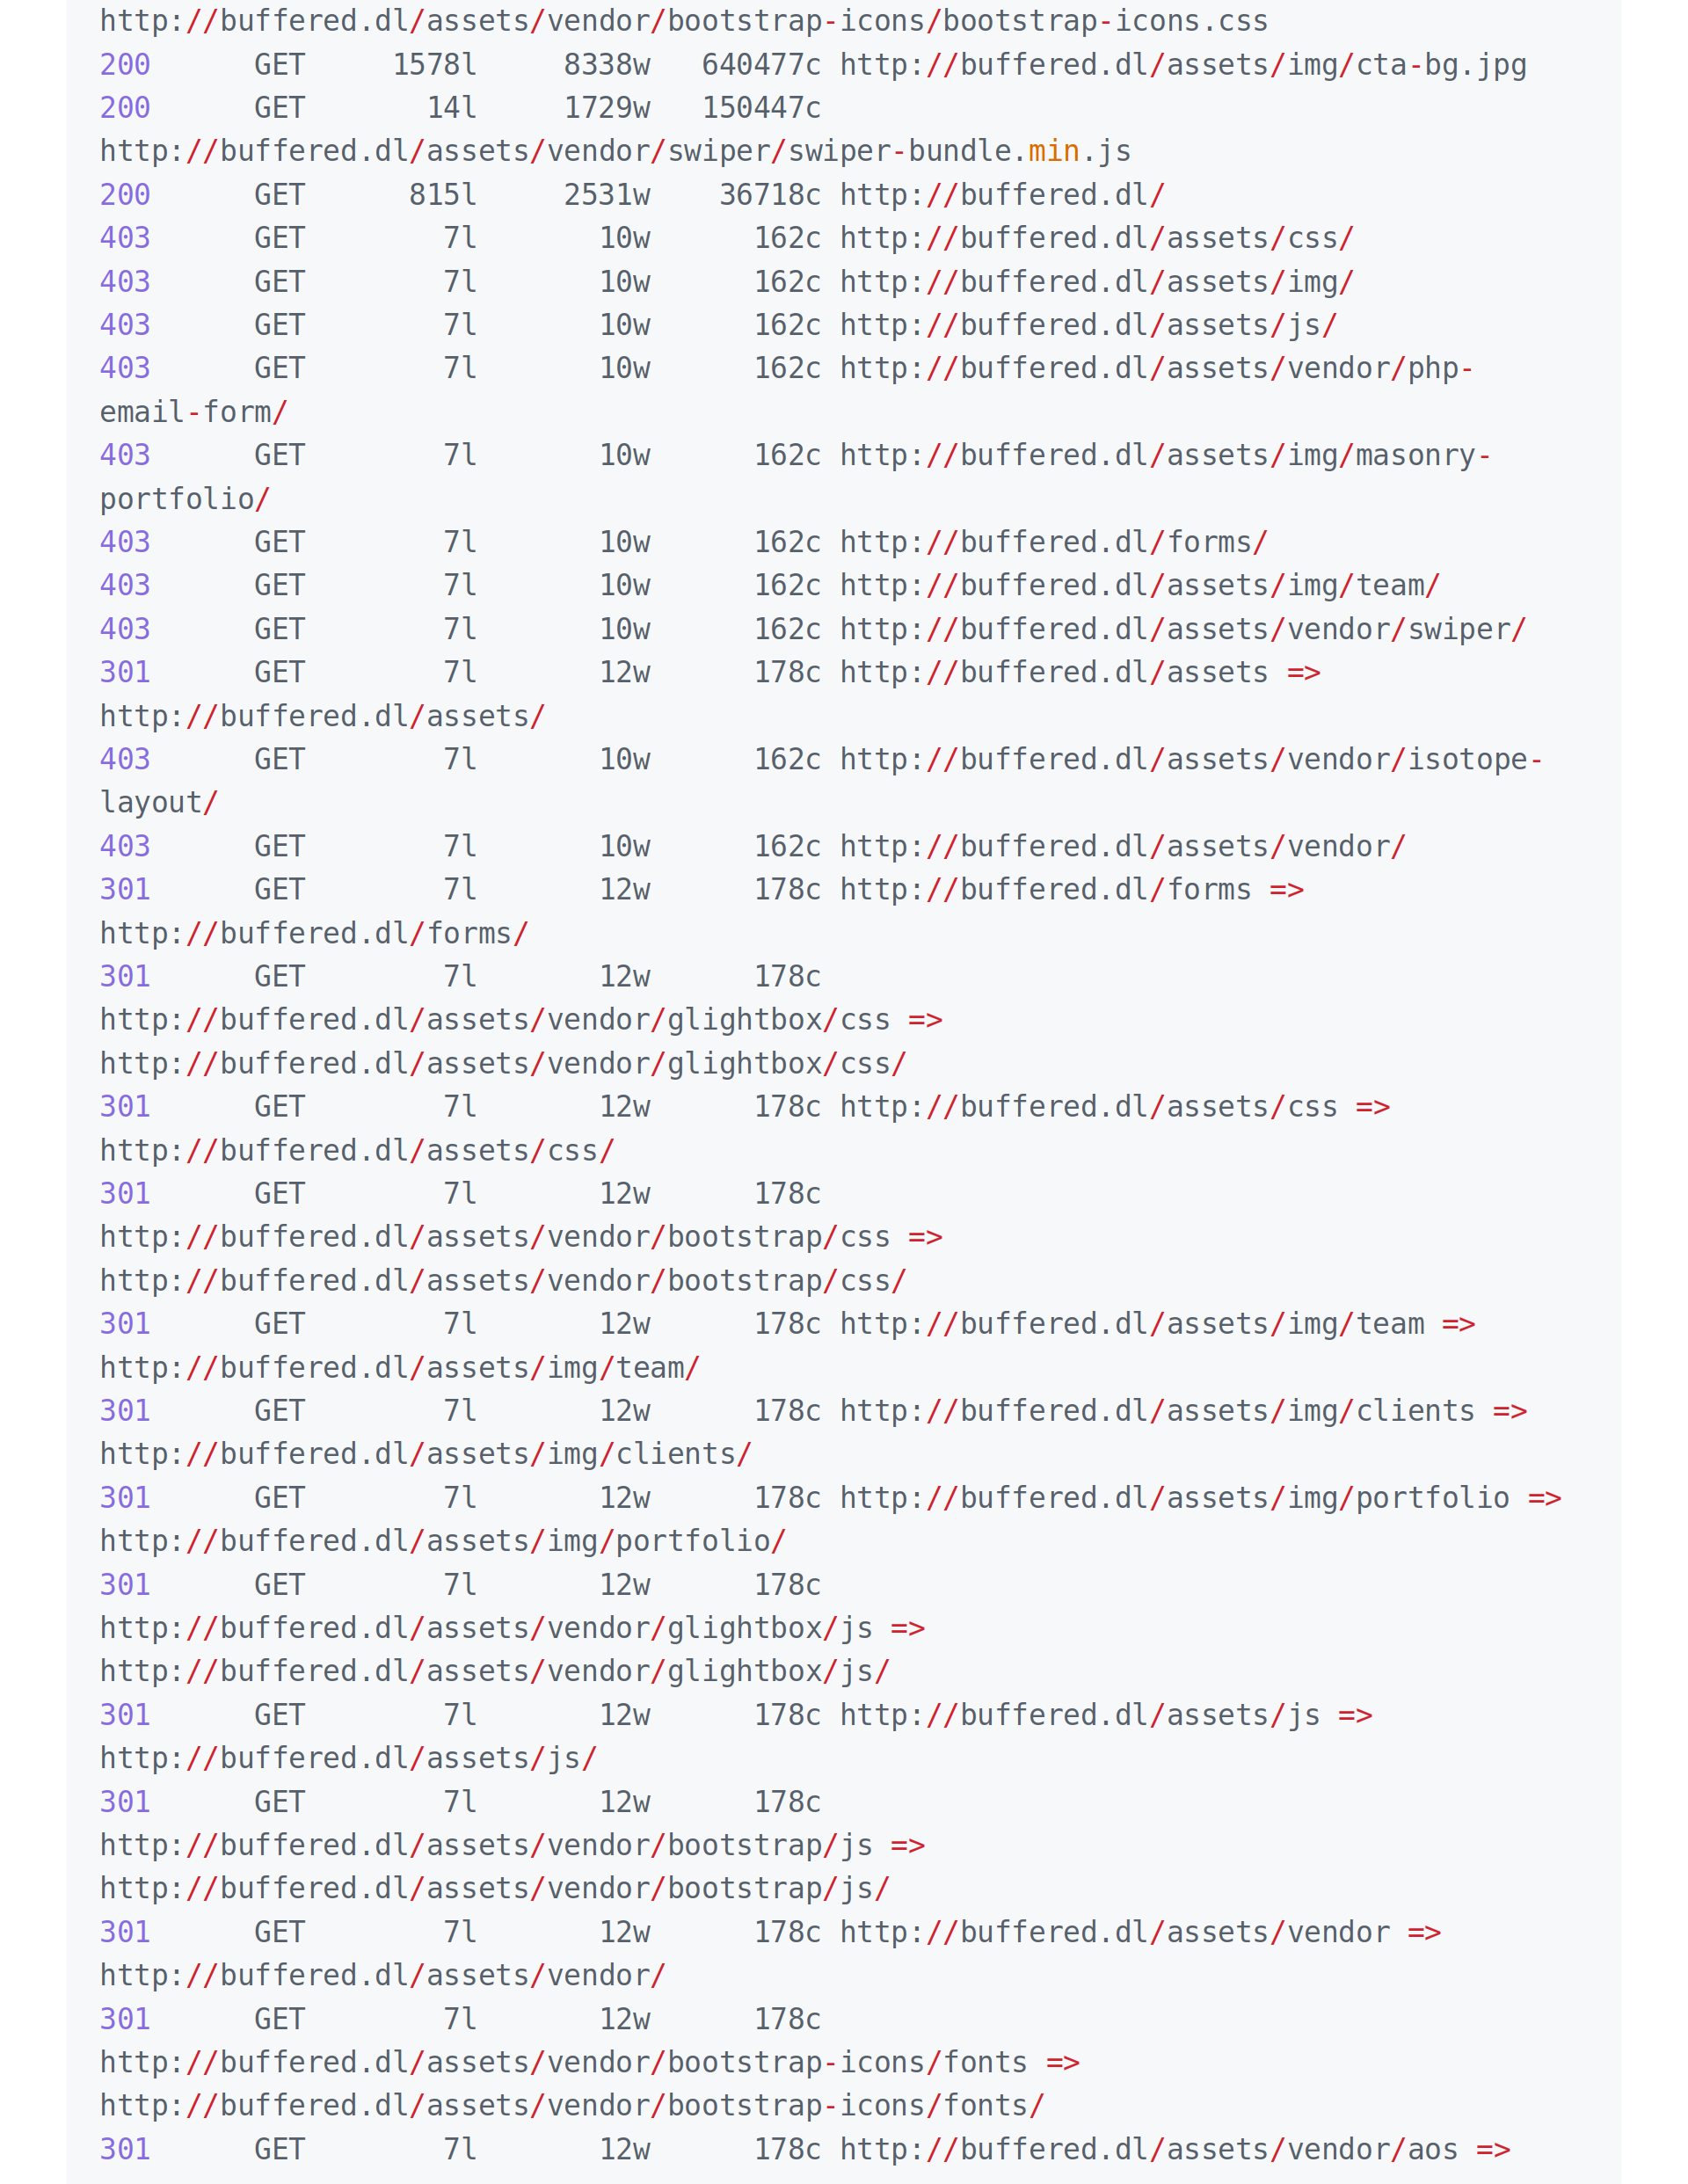 http://buffered.dl/assets/vendor/bootstrap-icons/bootstrap-icons.css
200      GET     1578l     8338w   640477c http://buffered.dl/assets/img/cta-bg.jpg
200      GET       14l     1729w   150447c
http://buffered.dl/assets/vendor/swiper/swiper-bundle.min.js
200      GET      815l     2531w    36718c http://buffered.dl/
403      GET        7l       10w      162c http://buffered.dl/assets/css/
403      GET        7l       10w      162c http://buffered.dl/assets/img/
403      GET        7l       10w      162c http://buffered.dl/assets/js/
403      GET        7l       10w      162c http://buffered.dl/assets/vendor/php-
email-form/
403      GET        7l       10w      162c http://buffered.dl/assets/img/masonry-
portfolio/
403      GET        7l       10w      162c http://buffered.dl/forms/
403      GET        7l       10w      162c http://buffered.dl/assets/img/team/
403      GET        7l       10w      162c http://buffered.dl/assets/vendor/swiper/
301      GET        7l       12w      178c http://buffered.dl/assets =>
http://buffered.dl/assets/
403      GET        7l       10w      162c http://buffered.dl/assets/vendor/isotope-
layout/
403      GET        7l       10w      162c http://buffered.dl/assets/vendor/
301      GET        7l       12w      178c http://buffered.dl/forms =>
http://buffered.dl/forms/
301      GET        7l       12w      178c
http://buffered.dl/assets/vendor/glightbox/css =>
http://buffered.dl/assets/vendor/glightbox/css/
301      GET        7l       12w      178c http://buffered.dl/assets/css =>
http://buffered.dl/assets/css/
301      GET        7l       12w      178c
http://buffered.dl/assets/vendor/bootstrap/css =>
http://buffered.dl/assets/vendor/bootstrap/css/
301      GET        7l       12w      178c http://buffered.dl/assets/img/team =>
http://buffered.dl/assets/img/team/
301      GET        7l       12w      178c http://buffered.dl/assets/img/clients =>
http://buffered.dl/assets/img/clients/
301      GET        7l       12w      178c http://buffered.dl/assets/img/portfolio =>
http://buffered.dl/assets/img/portfolio/
301      GET        7l       12w      178c
http://buffered.dl/assets/vendor/glightbox/js =>
http://buffered.dl/assets/vendor/glightbox/js/
301      GET        7l       12w      178c http://buffered.dl/assets/js =>
http://buffered.dl/assets/js/
301      GET        7l       12w      178c
http://buffered.dl/assets/vendor/bootstrap/js =>
http://buffered.dl/assets/vendor/bootstrap/js/
301      GET        7l       12w      178c http://buffered.dl/assets/vendor =>
http://buffered.dl/assets/vendor/
301      GET        7l       12w      178c
http://buffered.dl/assets/vendor/bootstrap-icons/fonts =>
http://buffered.dl/assets/vendor/bootstrap-icons/fonts/
301      GET        7l       12w      178c http://buffered.dl/assets/vendor/aos =>